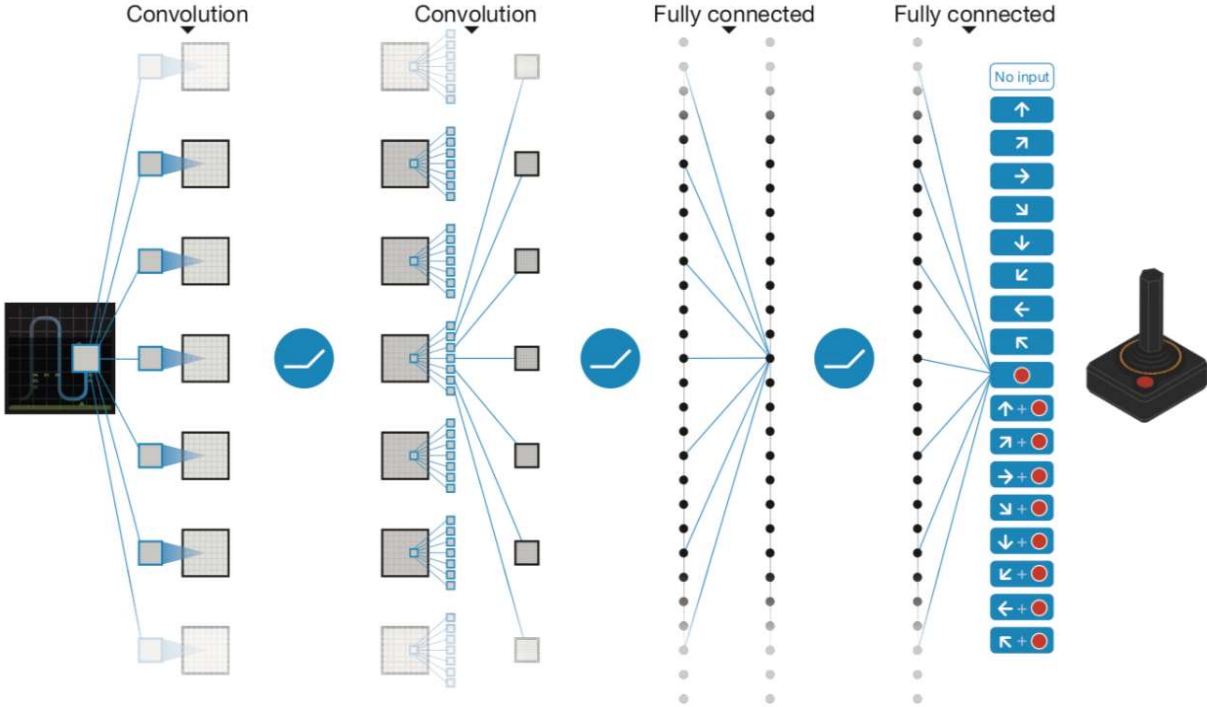 Convolution
Convolution
Fully connected
Fully connected
No input
+
+
+
+
+
+
+
+